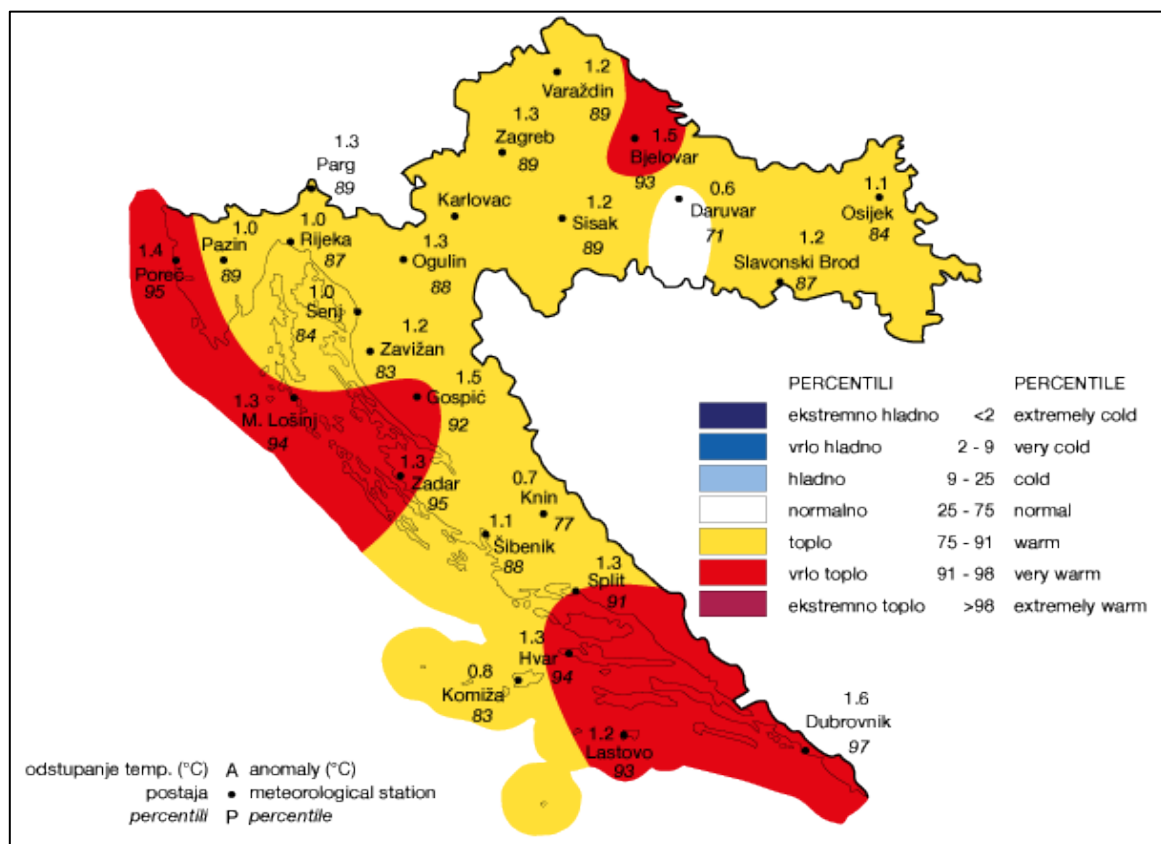 1.2
Varaždin
89
1.3
Zagreb
89
1.5
Bjelovar
93
1.3
Parg
89
Karlovac
1.2
Sisak
89
0.6
Daruvar
71
1.1
Osijek
84
1.2
Slavonski Brod
87
1.4
Poreč
95
1.0
Pazin
89
1.0
Rijeka
87
1.3
Ogulin
88
1.0
Senj
84
1.2
Zavižan
83
1.5
Gospić
92
1.3
M. Lošinj
94
1.3
Zadar
95
0.7
Knin
77
1.1
Šibenik
88
1.3
Split
91
1.3
Hvar
94
0.8
Komiža
83
1.2
Lastovo
93
1.6
Dubrovnik
97
PERCENTILI PERCENTILE
ekstremno hladno <2 extremely cold
vrlo hladno 2 - 9 very cold
hladno 9 - 25 cold
normalno 25 - 75 normal
toplo 75 - 91 warm
vrlo toplo 91 - 98 very warm
ekstremno toplo >98 extremely warm
odstupanje temp. (°C) A anomaly (°C)
postaja • meteorological station
percentili P percentile